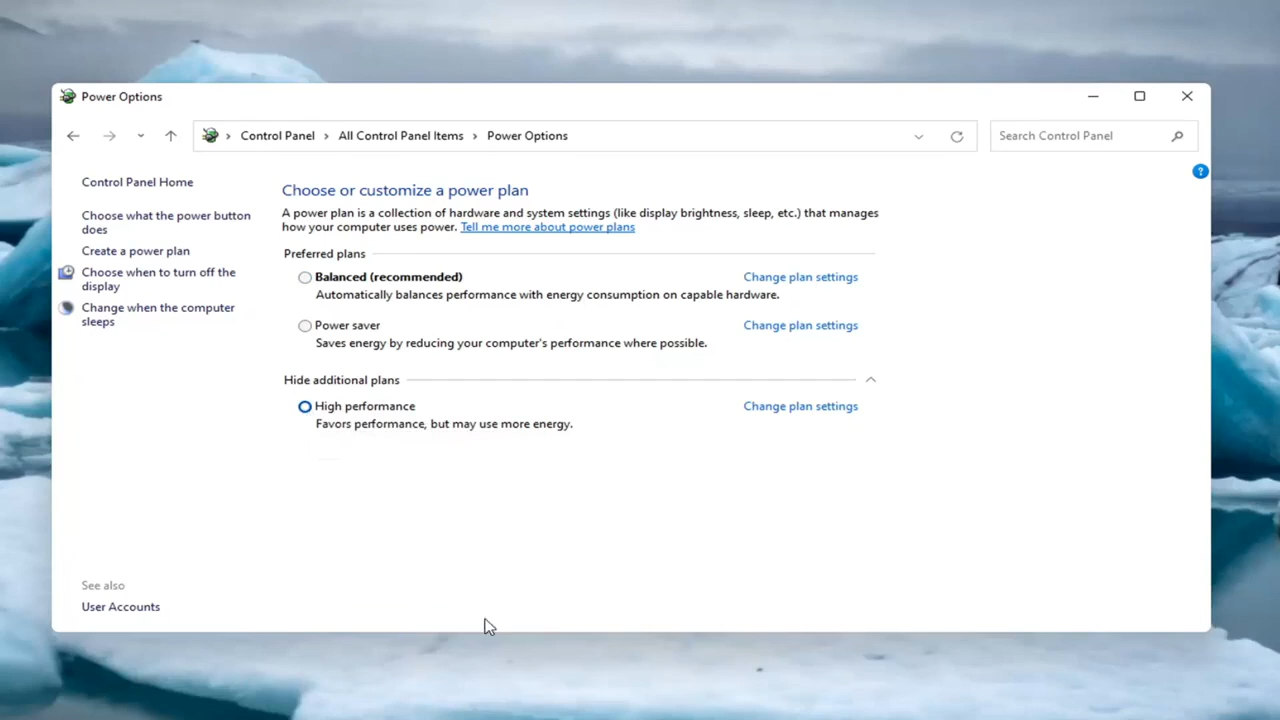 Power Options
Control Panel > All Control Panel Items > Power Options
Search Control Panel
?
Control Panel Home
Choose what the power button
does
Create a power plan
Choose when to turn off the
display
Change when the computer
sleeps
Choose or customize a power plan
A power plan is a collection of hardware and system settings (like display brightness, sleep, etc.) that manages
how your computer uses power. Tell me more about power plans
Preferred plans
Balanced (recommended) Change plan settings
Automatically balances performance with energy consumption on capable hardware.
Power saver Change plan settings
Saves energy by reducing your computer's performance where possible.
Hide additional plans
High performance Change plan settings
Favors performance, but may use more energy.
See also
User Accounts